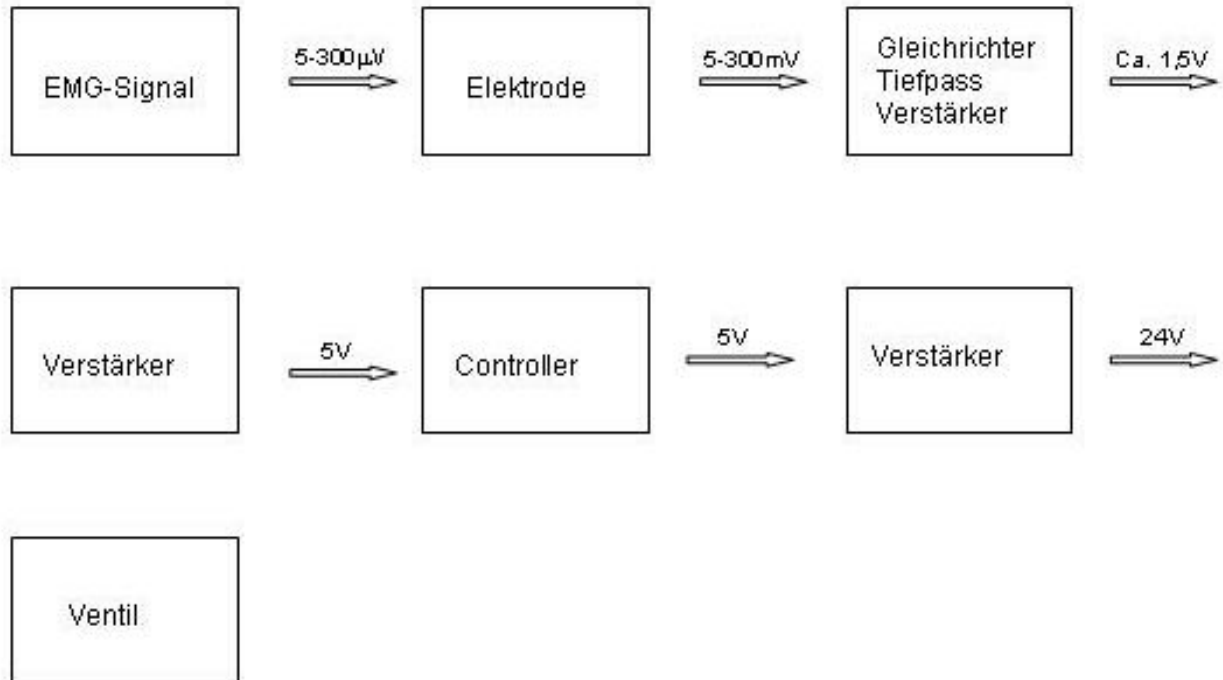 EMG-Signal
5-300µV
Elektrode
5-300mV
Gleichrichter
Tiefpass
Verstärker
Ca. 1,5V
Verstärker
5V
Controller
5V
Verstärker
24V
Ventil